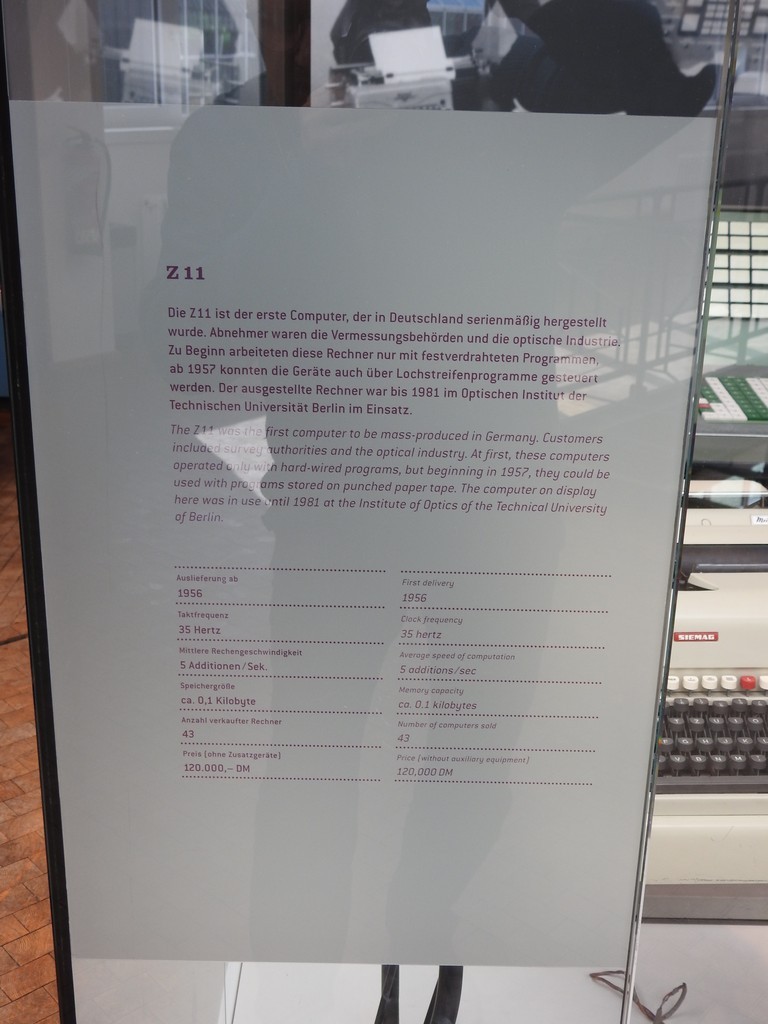 Z 11
Die Z11 ist der erste Computer, der in Deutschland serienmäßig hergestellt
wurde. Abnehmer waren die Vermessungsbehörden und die optische Industrie.
Zu Beginn arbeiteten diese Rechner nur mit festverdrahteten Programmen,
ab 1957 konnten die Geräte auch über Lochstreifenprogramme gesteuert
werden. Der ausgestellte Rechner war bis 1981 im Optischen Institut der
Technischen Universität Berlin im Einsatz.
The Z11 was the first computer to be mass-produced in Germany. Customers
included survey authorities and the optical industry. At first, these computers
operated only with hard-wired programs, but beginning in 1957, they could be
used with programs stored on punched paper tape. The computer on display
here was in use until 1981 at the Institute of Optics of the Technical University
of Berlin.
Auslieferung ab
1956
Taktfrequenz
35 Hertz
Mittlere Rechengeschwindigkeit
5 Additionen/Sek.
Speichergröße
ca. 0,1 Kilobyte
Anzahl verkaufter Rechner
43
Preis (ohne Zusatzgeräte)
120.000,– DM
First delivery
1956
Clock frequency
35 hertz
Average speed of computation
5 additions/sec
Memory capacity
ca. 0.1 kilobytes
Number of computers sold
43
Price (without auxiliary equipment)
120,000 DM
SIEMAG